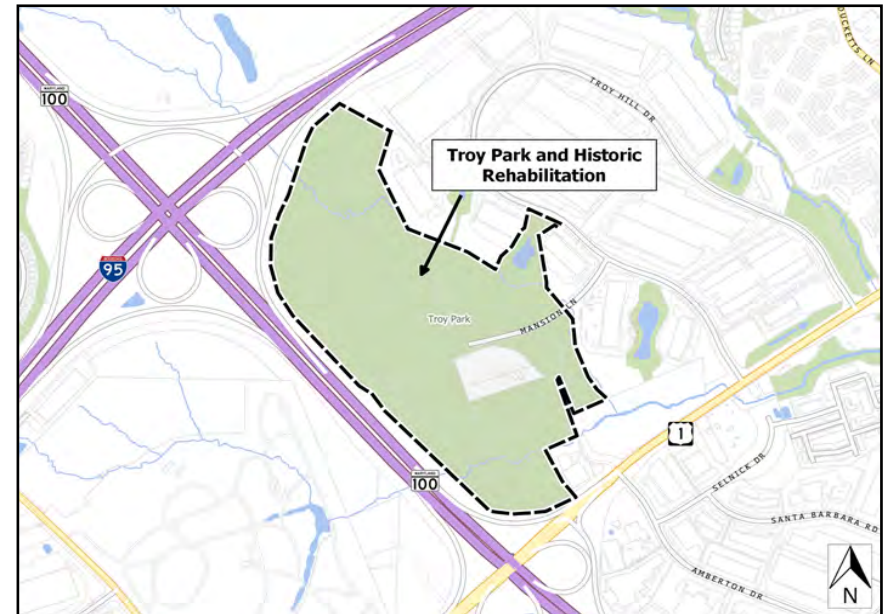 DUCKETTS LN
MARYLAND
100
TROY HILL DR
Troy Park and Historic
Rehabilitation
95
Troy Park
MANSION LN
1
MARYLAND
100
SELNICK DR
SANTA BARBARA RD
AMBERTON DR
N